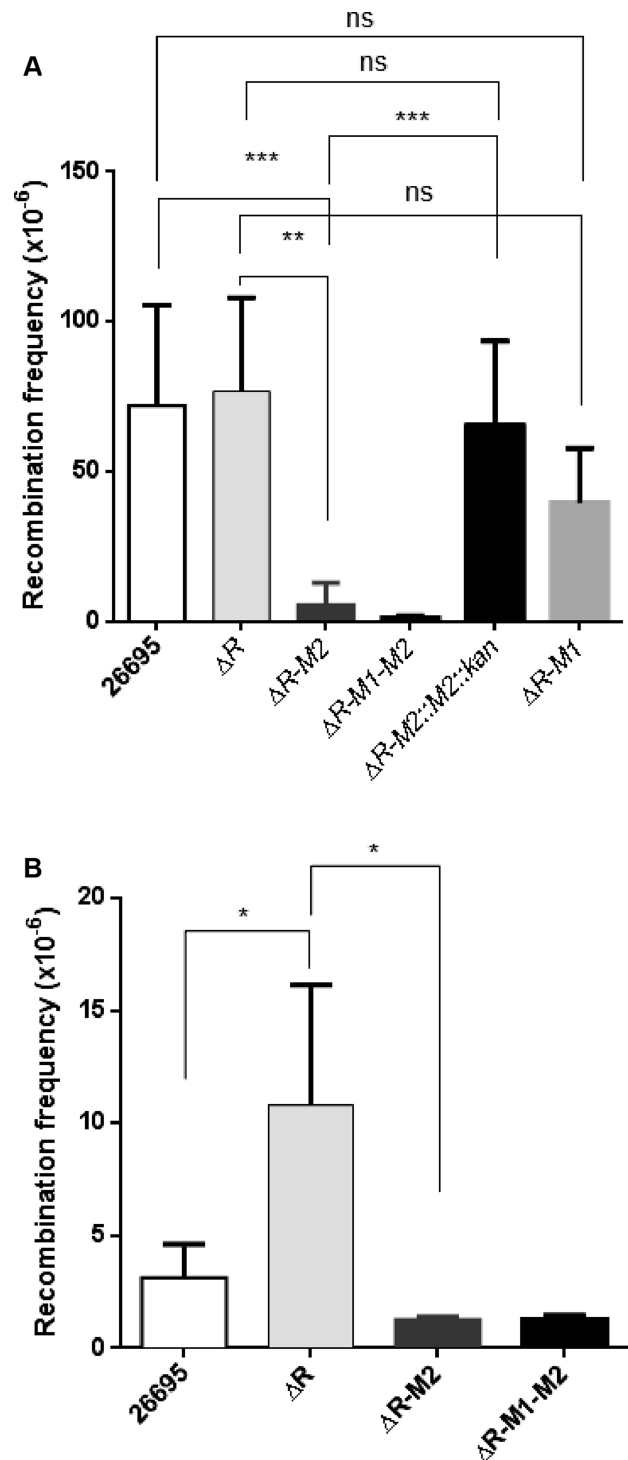 ns
A
ns
***
***
ns
**
150
100
50
0
Recombination frequency (x10-6)
26695
ΔR
ΔR-M2
ΔR-M1-M2
ΔR-M2::M2::kan
ΔR-M1
B
*
*
20
15
10
5
0
Recombination frequency (x10-6)
26695
ΔR
ΔR-M2
ΔR-M1-M2